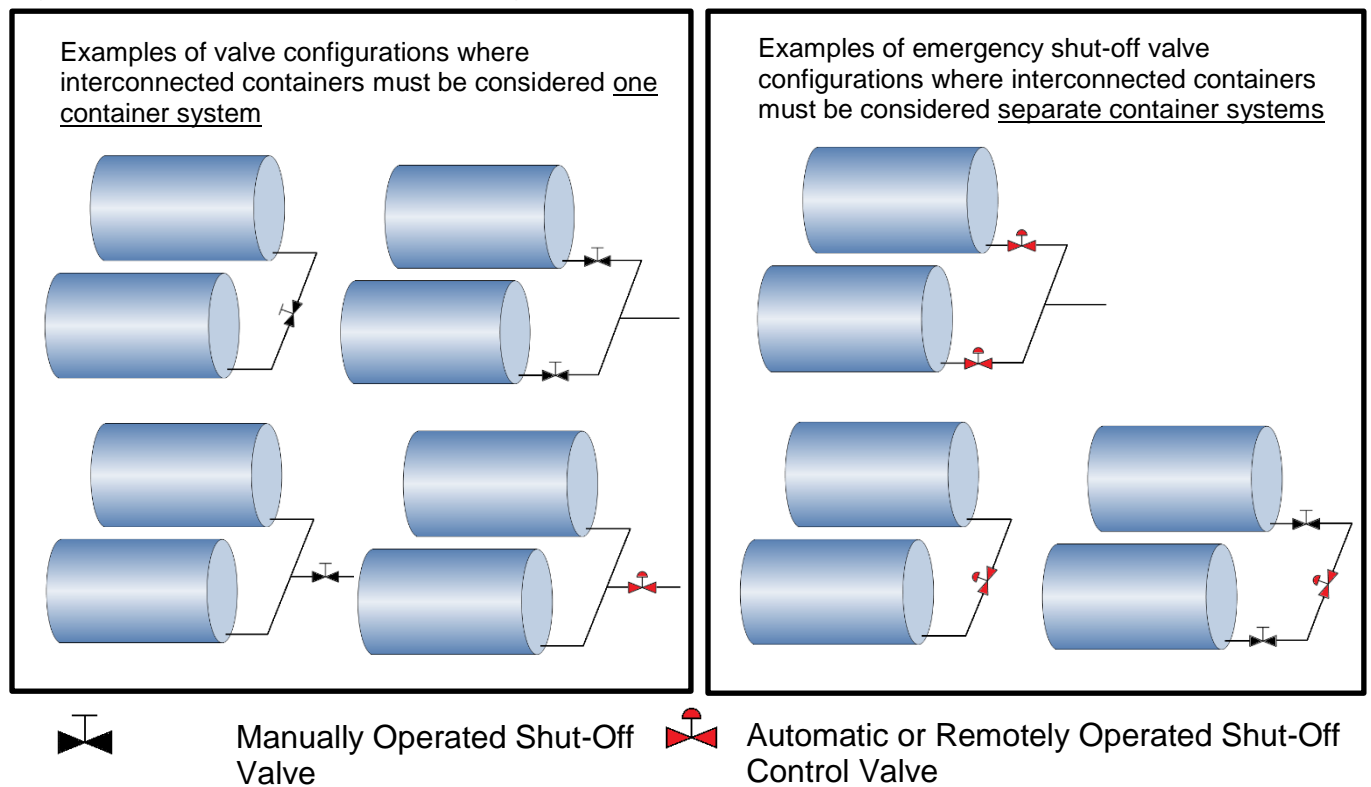 Examples of valve configurations where
interconnected containers must be considered one
container system
Examples of emergency shut-off valve
configurations where interconnected containers
must be considered separate container systems
Manually Operated Shut-Off
Valve
Automatic or Remotely Operated Shut-Off
Control Valve